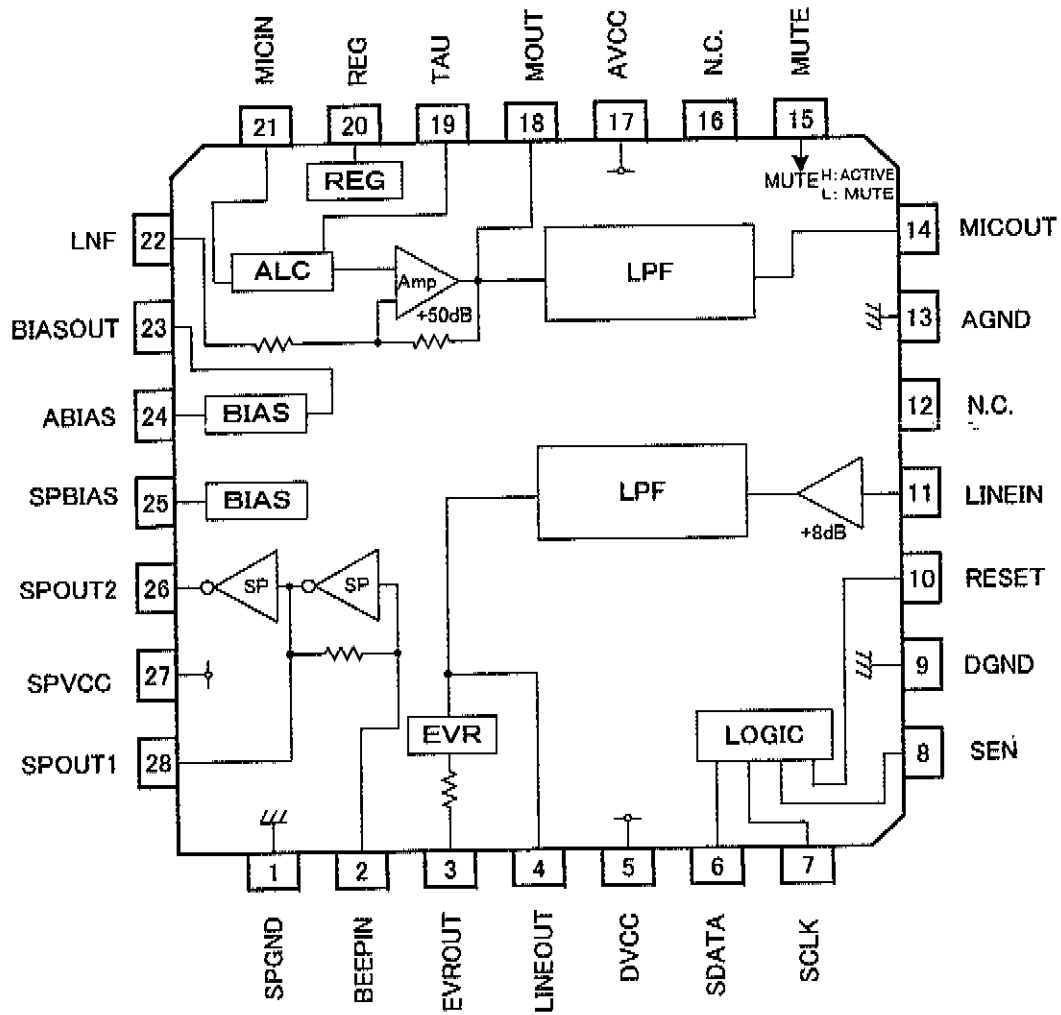 MICIN
REG
TAU
MOUT
AVCC
N.C.
MUTE
21
20
19
18
17
16
15
REG
MUTE H:ACTIVE
L: MUTE
LNF
22
ALC
Amp
+50dB
LPF
14
MICOUT
BIASOUT
23
13
AGND
ABIAS
24
BIAS
12
N.C.
SPBIAS
25
BIAS
LPF
+8dB
11
LINEIN
SPOUT2
26
SP
SP
10
RESET
SPVCC
27
9
DGND
SPOUT1
28
EVR
LOGIC
8
SEN
1
2
3
4
5
6
7
SPGND
BEEPIN
EVROUT
LINEOUT
DVCC
SDATA
SCLK